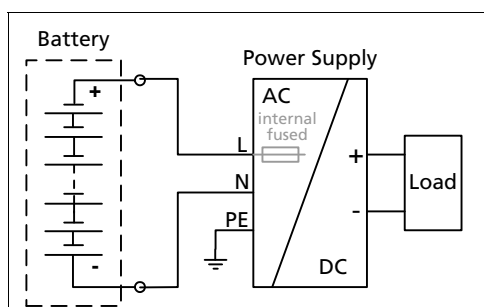 Battery
Power Supply
+
AC
internal
fused
L
N
PE
+
-
Load
-
DC